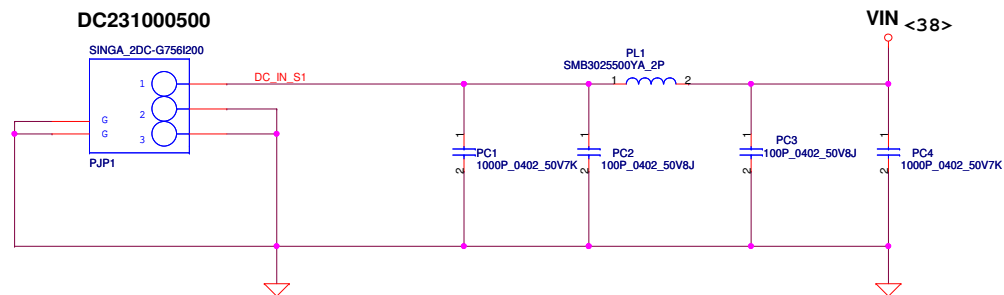 DC231000500
VIN <38>
SINGA_2DC-G756I200
PL1
SMB3025500YA_2P
1
DC_IN_S1
1
2
2
G
G
3
PJP1
1
PC1
1000P_0402_50V7K
2
1
PC2
100P_0402_50V8J
2
1
PC3
100P_0402_50V8J
2
1
PC4
1000P_0402_50V7K
2